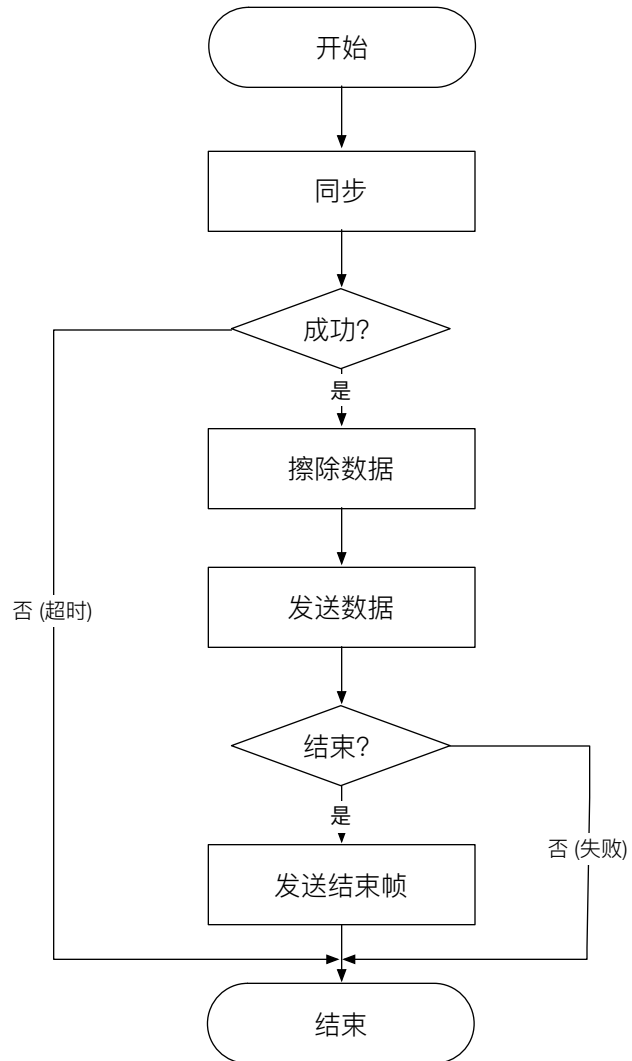 开始
同步
成功?
是
擦除数据
否 (超时)
发送数据
结束?
是
否 (失败)
发送结束帧
结束